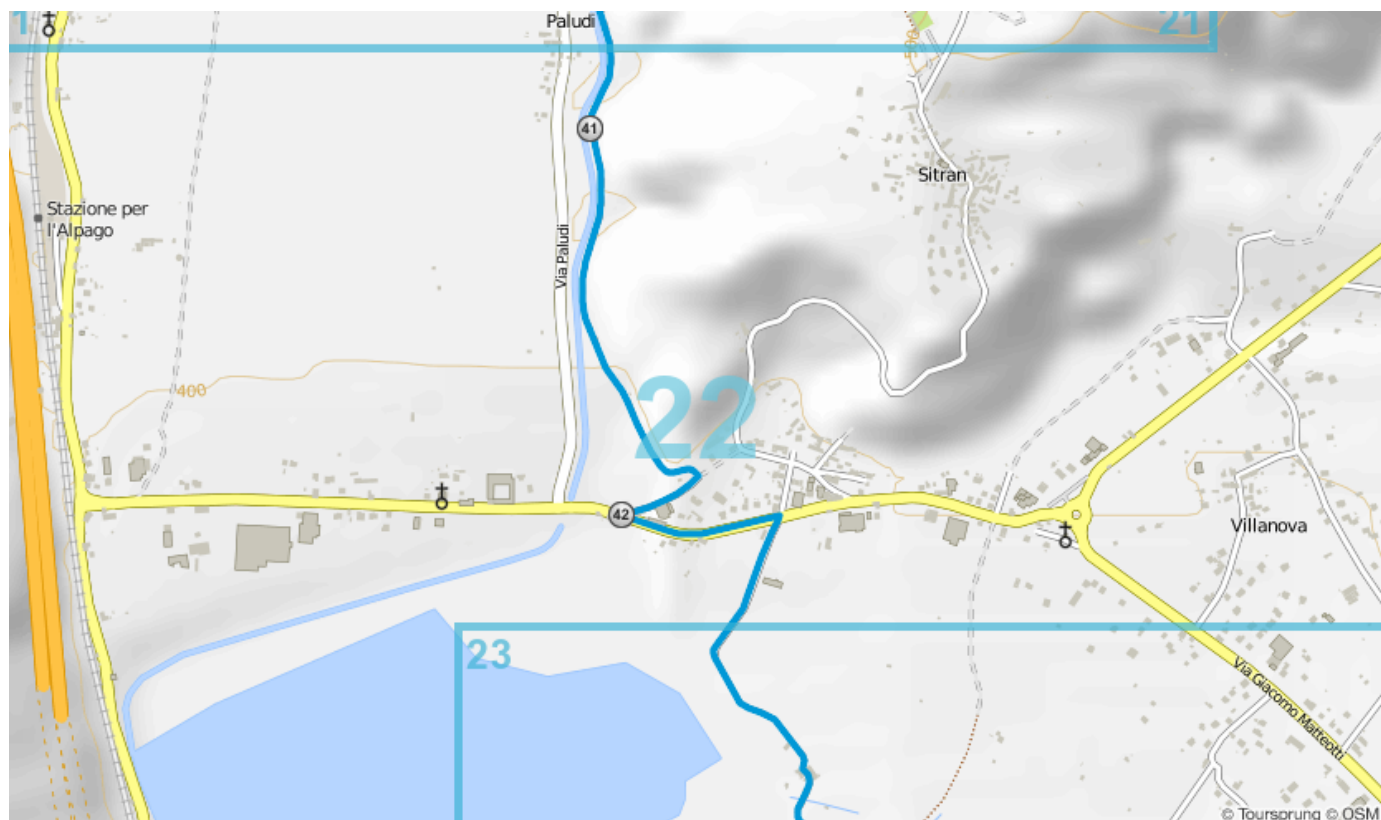 1
Paludi
21
500
41
Sitran
Stazione per
l'Alpago
Via Paludi
400
22
42
Villanova
23
Via Giacomo Matteotti
© Toursprung © OSM